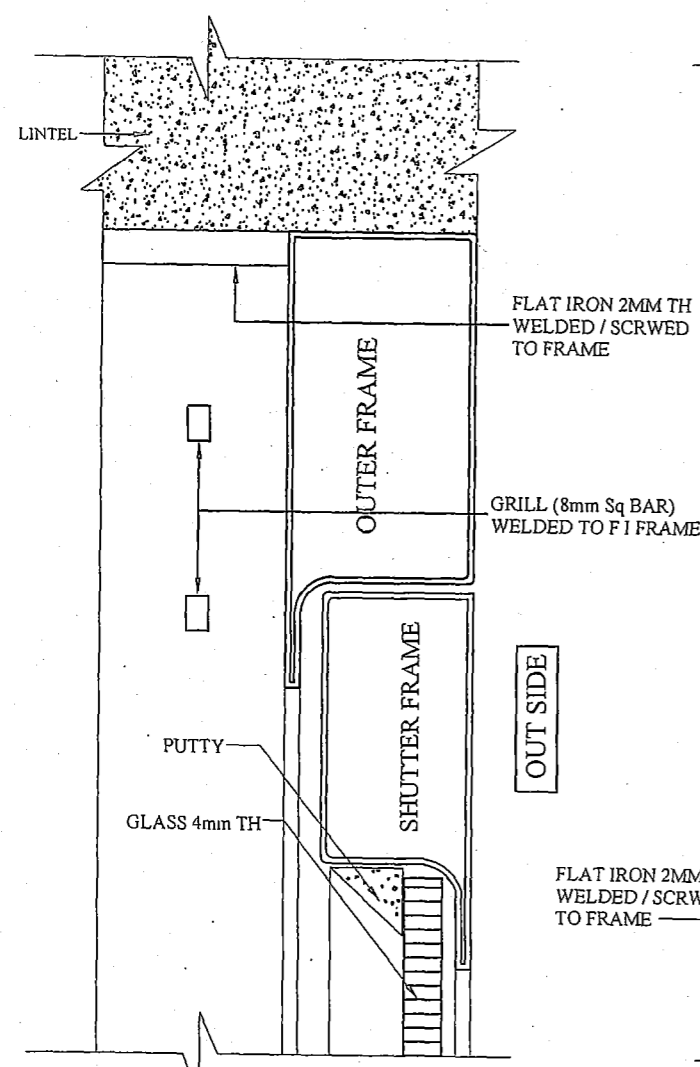 LINTEL
FLAT IRON 2MM TH
WELDED / SCRWED
TO FRAME
OUTER FRAME
GRILL (8mm Sq BAR)
WELDED TO F I FRAME
SHUTTER FRAME
OUT SIDE
PUTTY
GLASS 4mm TH
FLAT IRON 2MM
WELDED / SCRW
TO FRAME